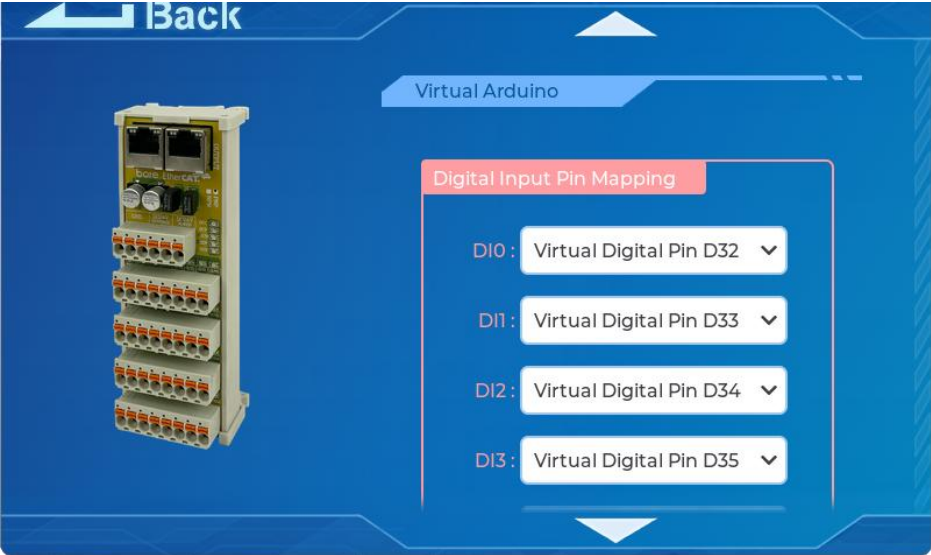 Back
Virtual Arduino
Digital Input Pin Mapping
DI0 : Virtual Digital Pin D32
DI1 : Virtual Digital Pin D33
DI2 : Virtual Digital Pin D34
DI3 : Virtual Digital Pin D35
EtherCAT